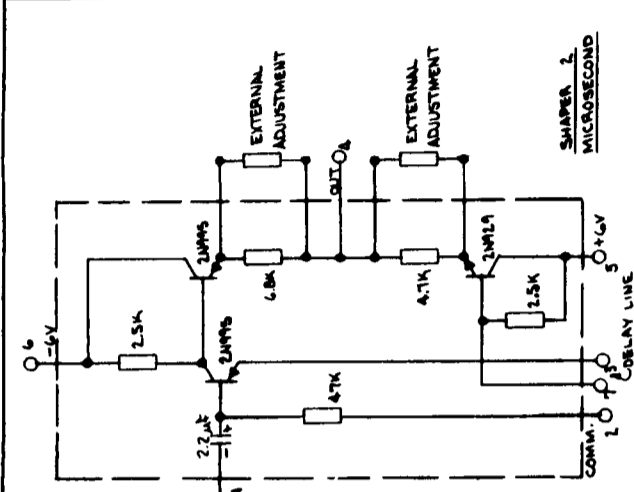 6
-6V
2.5K
2N995
2N995
EXTERNAL
ADJUSTMENT
6.8K
OUT
EXTERNAL
ADJUSTMENT
4.7K
2N929
2.5K
5
+6V
2.2µf
47K
COMM.
2
DELAY LINE
SHAPER 2
MICROSECOND